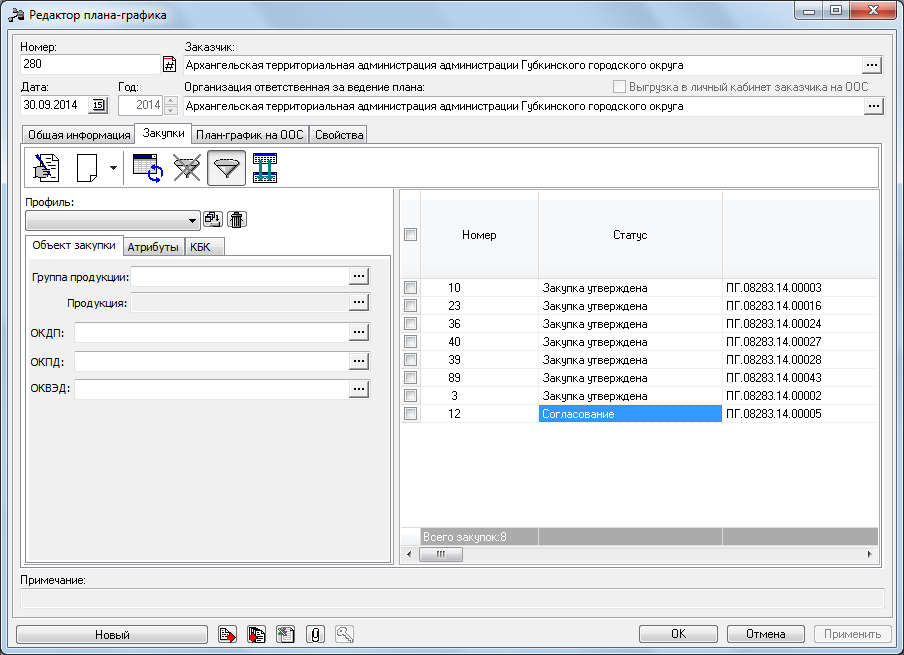 Редактор плана-графика
Номер:
Заказчик:
280
Архангельская территориальная администрация администрации Губкинского городского округа
Дата:
Год:
Организация ответственная за ведение плана:
Выгрузка в личный кабинет заказчика на ООС
30.09.2014
15
2014
Архангельская территориальная администрация администрации Губкинского городского округа
Общая информация
Закупки
План-график на ООС
Свойства
Профиль:
Объект закупки
Атрибуты
КБК
Группа продукции:
Продукция:
ОКДП:
ОКПД:
ОКВЭД:
Номер Статус
10 Закупка утверждена ПГ.08283.14.00003
23 Закупка утверждена ПГ.08283.14.00016
36 Закупка утверждена ПГ.08283.14.00024
40 Закупка утверждена ПГ.08283.14.00027
39 Закупка утверждена ПГ.08283.14.00028
89 Закупка утверждена ПГ.08283.14.00043
3 Закупка утверждена ПГ.08283.14.00002
12 Согласование ПГ.08283.14.00005
Всего закупок:8
Примечание:
Новый
ОК
Отмена
Применить